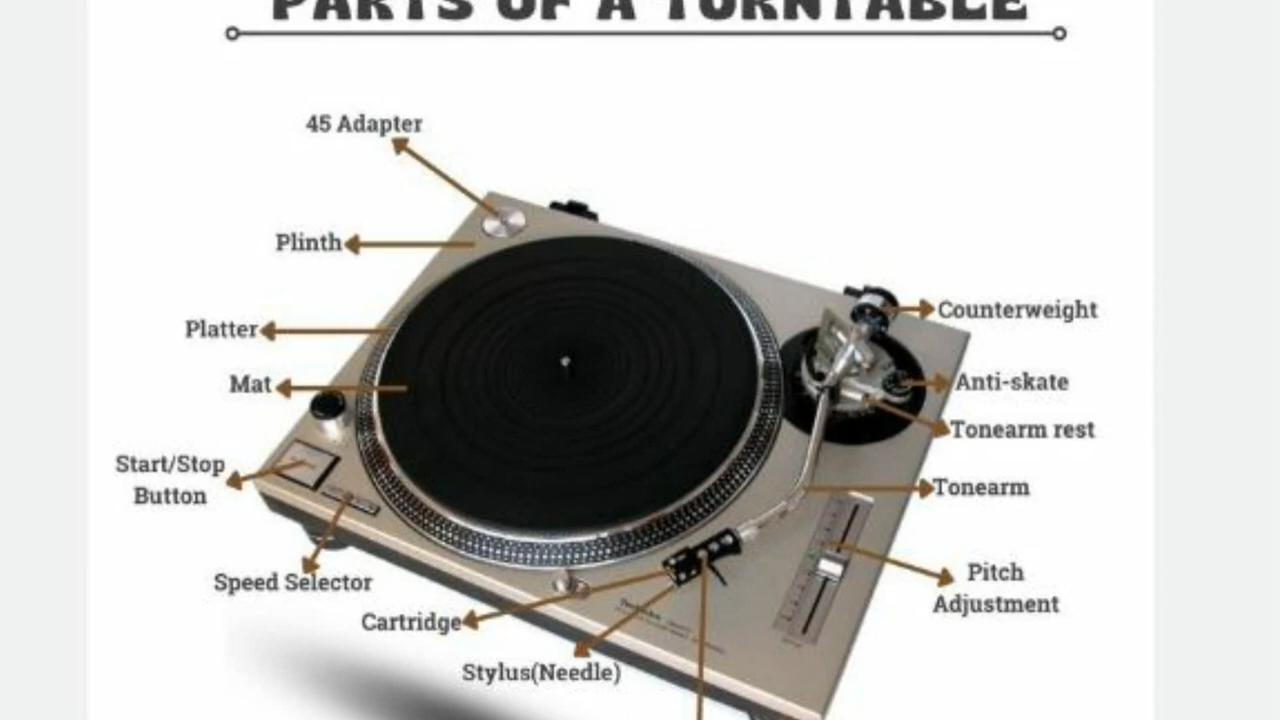 PARTS OF A TURNTABLE
45 Adapter
Plinth
Platter
Mat
Start/Stop
Button
Speed Selector
Cartridge
Stylus(Needle)
Counterweight
Anti-skate
Tonearm rest
Tonearm
Pitch
Adjustment
Technics